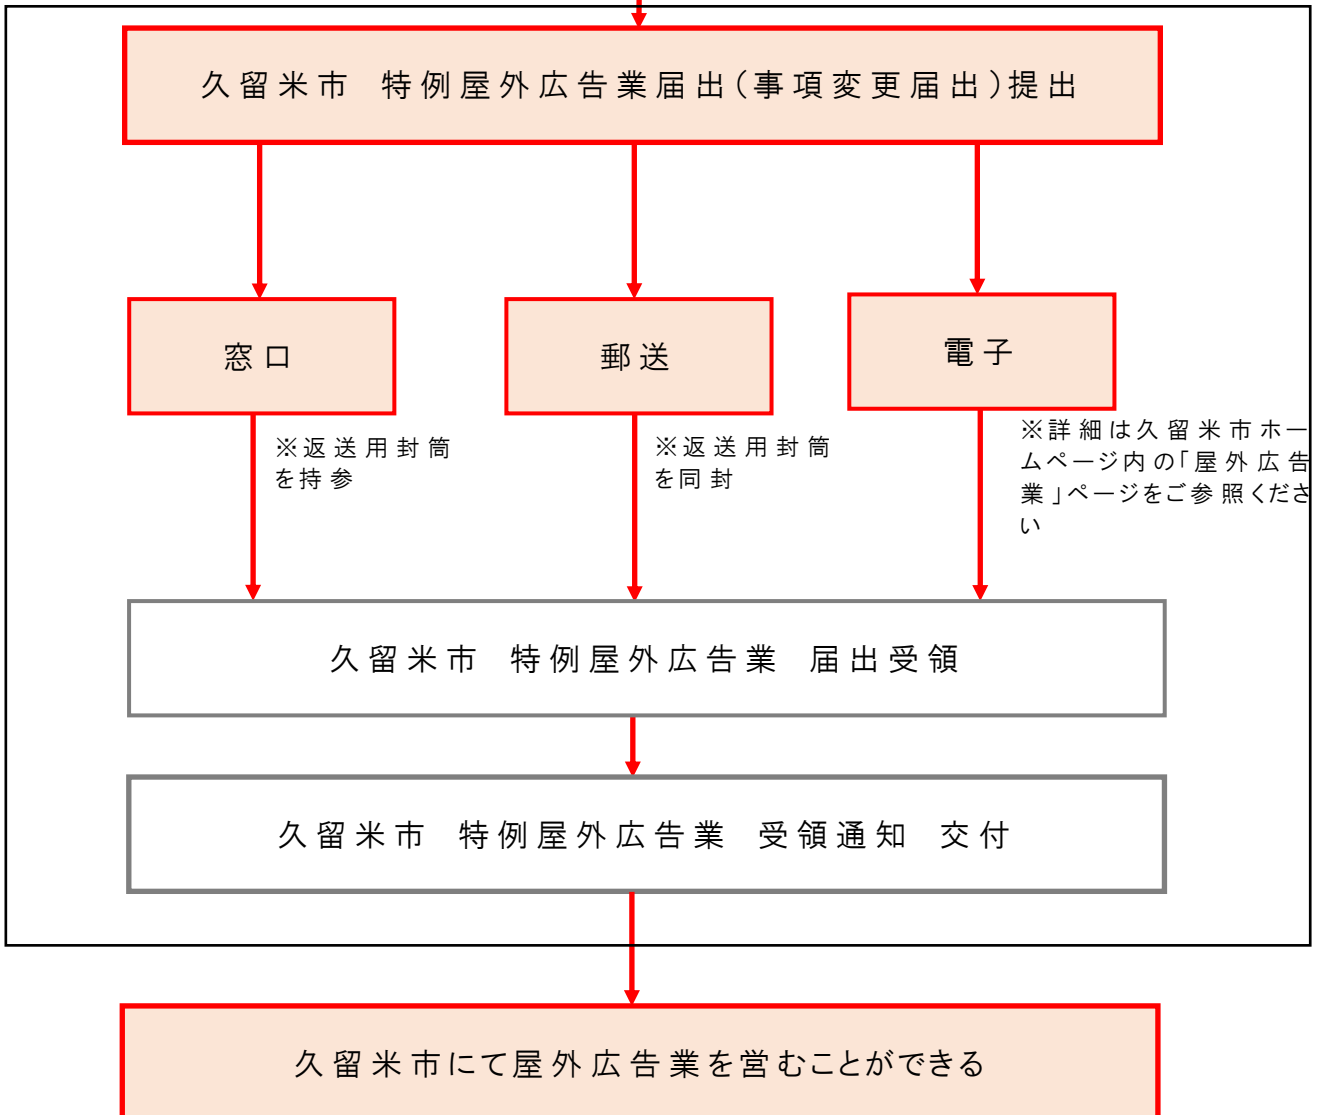 久留米市　特例屋外広告業届出（事項変更届出）提出
窓口
郵送
電子
※返送用封筒
を持参
※返送用封筒
を同封
※詳細は久留米市ホー
ムページ内の「屋外広告
業」ページをご参照くださ
い
久留米市　特例屋外広告業　届出受領
久留米市　特例屋外広告業　受領通知　交付
久留米市にて屋外広告業を営むことができる